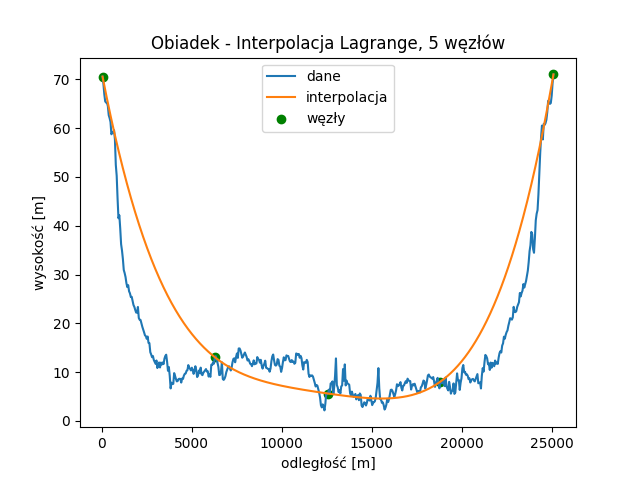 Obiadek - Interpolacja Lagrange, 5 węzłów
dane
interpolacja
węzły
wysokość [m]
70
60
50
40
30
20
10
0
0 5000 10000 15000 20000 25000
odległość [m]